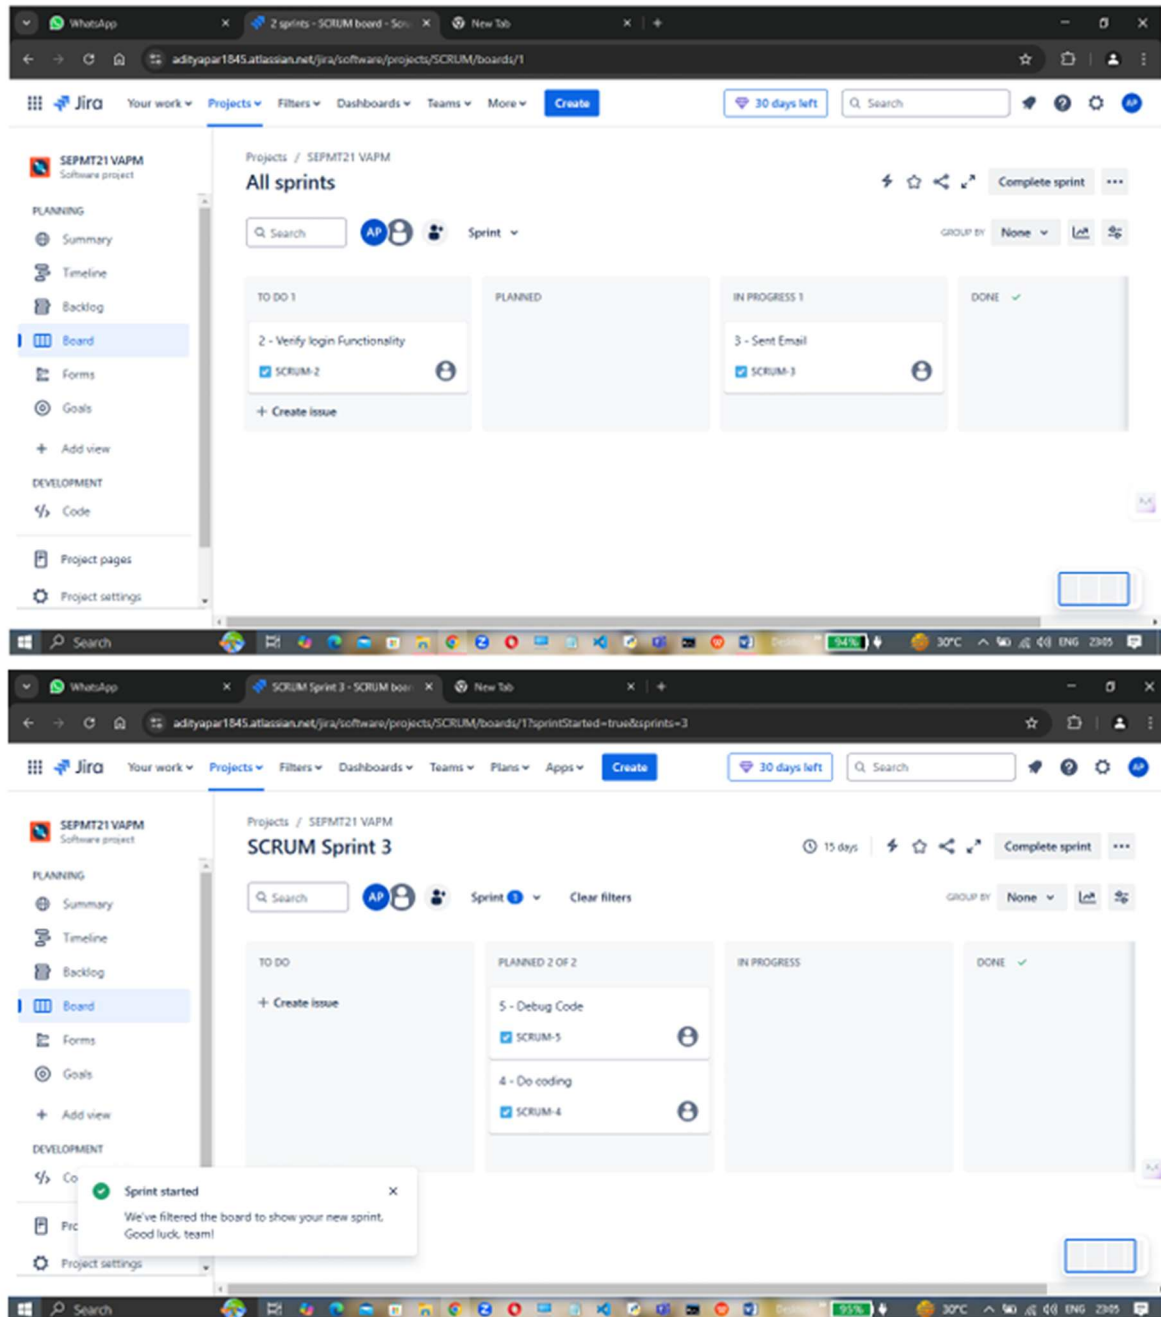 WhatsApp 2 sprints - SCRUM board - Scru New Tab
adityapar1845.atlassian.net/jira/software/projects/SCRUM/boards/1
Jira Your work Projects Filters Dashboards Teams More Create 30 days left Search AP
SEPMT21 VAPM
Software project
Projects / SEPMT21 VAPM
All sprints
Complete sprint
PLANNING
Search AP Sprint GROUP BY None
Summary
Timeline
Backlog
Board
Forms
Goals
Add view
DEVELOPMENT
Code
Project pages
Project settings
TO DO 1 PLANNED IN PROGRESS 1 DONE
2 - Verify login Functionality 3 - Sent Email
SCRUM-2 SCRUM-3
+ Create issue
Search 94% 30°C ENG 23:05
WhatsApp SCRUM Sprint 3 - SCRUM boar New Tab
adityapar1845.atlassian.net/jira/software/projects/SCRUM/boards/1?sprintStarted=true&sprints=3
Jira Your work Projects Filters Dashboards Teams Plans Apps Create 30 days left Search AP
SEPMT21 VAPM
Software project
Projects / SEPMT21 VAPM
SCRUM Sprint 3
15 days Complete sprint
PLANNING
Search AP Sprint 1 Clear filters GROUP BY None
Summary
Timeline
Backlog
Board
Forms
Goals
Add view
DEVELOPMENT
Co
Pro
Project settings
TO DO PLANNED 2 OF 2 IN PROGRESS DONE
+ Create issue
5 - Debug Code
SCRUM-5
4 - Do coding
SCRUM-4
Sprint started
We've filtered the board to show your new sprint.
Good luck, team!
Search 95% 30°C ENG 23:05